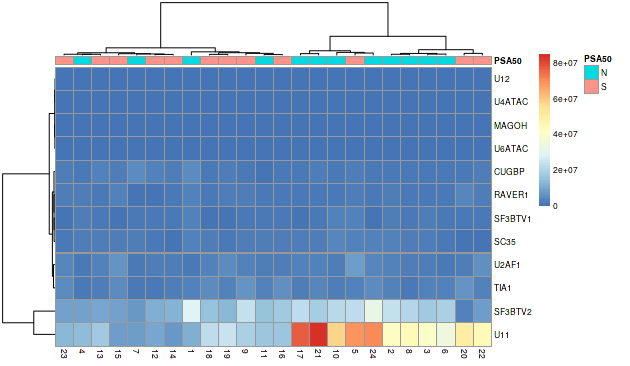 PSA50
U12
U4ATAC
MAGOH
U6ATAC
CUGBP
RAVER1
SF3BTV1
SC35
U2AF1
TIA1
SF3BTV2
U11
23 4 13 15 7 12 14 1 18 19 9 11 16 17 21 10 5 24 2 8 3 6 20 22
8e+07
6e+07
4e+07
2e+07
0
PSA50
N
S